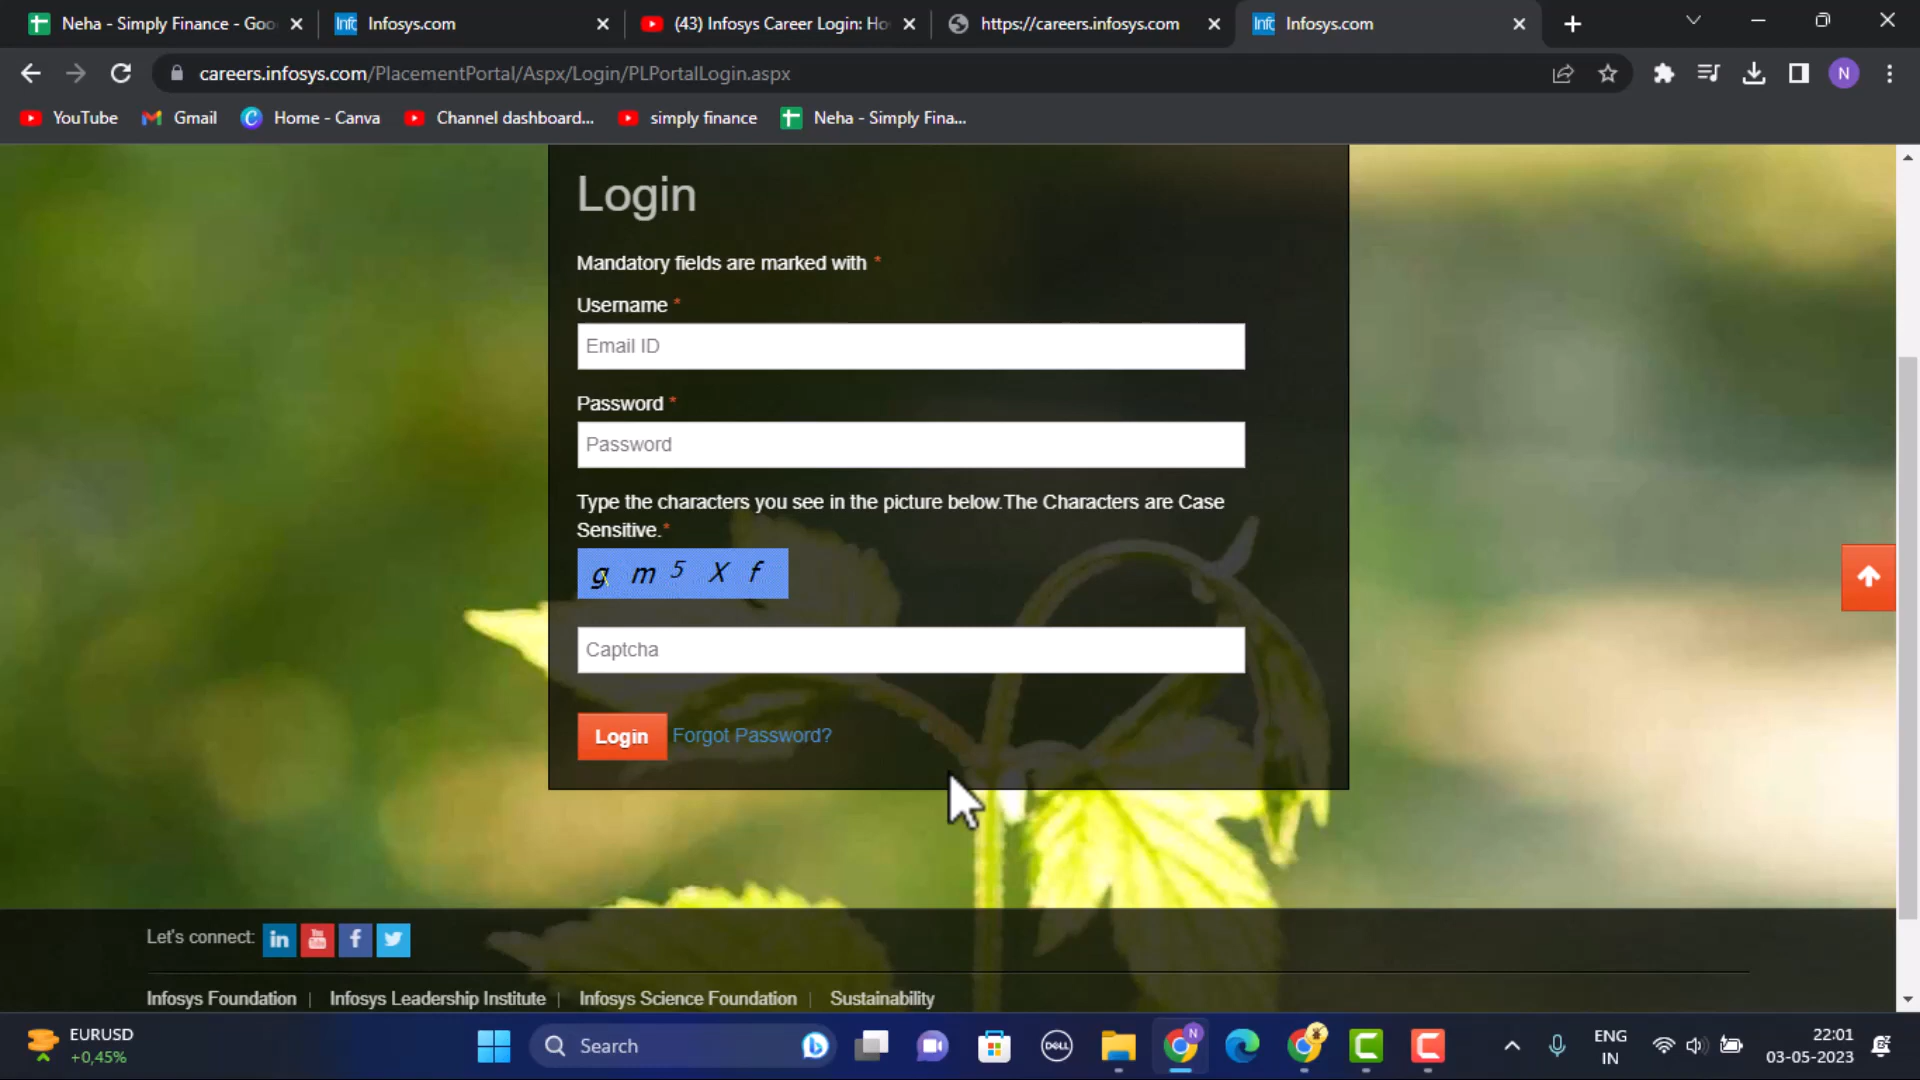 Neha - Simply Finance - Goo
Infosys.com
(43) Infosys Career Login: Ho
https://careers.infosys.com
Infosys.com
careers.infosys.com/PlacementPortal/Aspx/Login/PLPortalLogin.aspx
N
YouTube
Gmail
Home - Canva
Channel dashboard...
simply finance
Neha - Simply Fina...
Login
Mandatory fields are marked with *
Username *
Email ID
Password *
Password
Type the characters you see in the picture below.The Characters are Case
Sensitive.*
g m 5 X f
Captcha
Login Forgot Password?
Let's connect:
Infosys Foundation | Infosys Leadership Institute | Infosys Science Foundation | Sustainability
EURUSD
+0,45%
Search
DELL
N
ENG
IN
22:01
03-05-2023